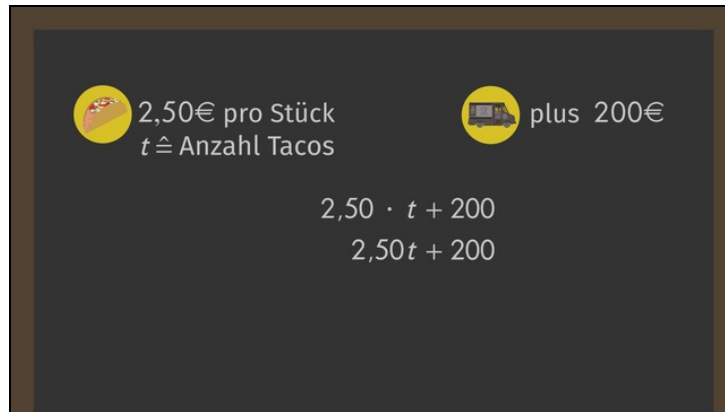 2,50€ pro Stück
t ≙ Anzahl Tacos
plus 200€
2,50 · t + 200
2,50t + 200